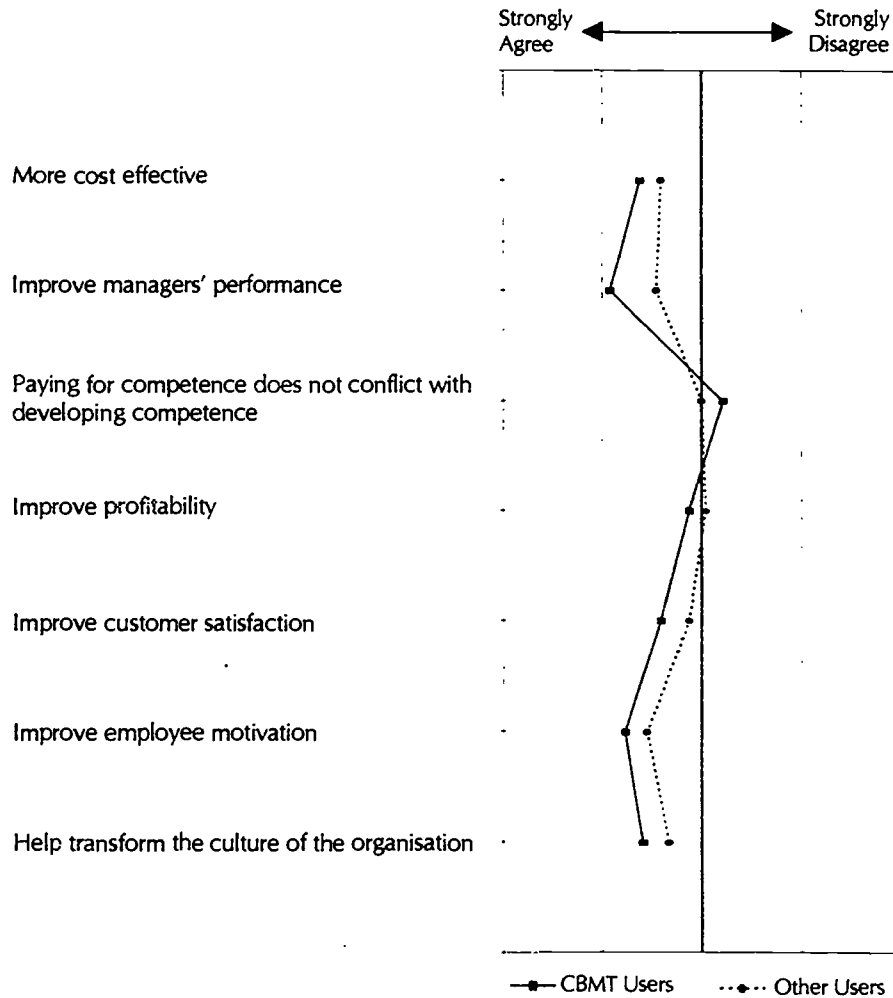 Strongly Agree
Strongly Disagree
More cost effective
Improve managers' performance
Paying for competence does not conflict with
developing competence
Improve profitability
Improve customer satisfaction
Improve employee motivation
Help transform the culture of the organisation
CBMT Users
Other Users